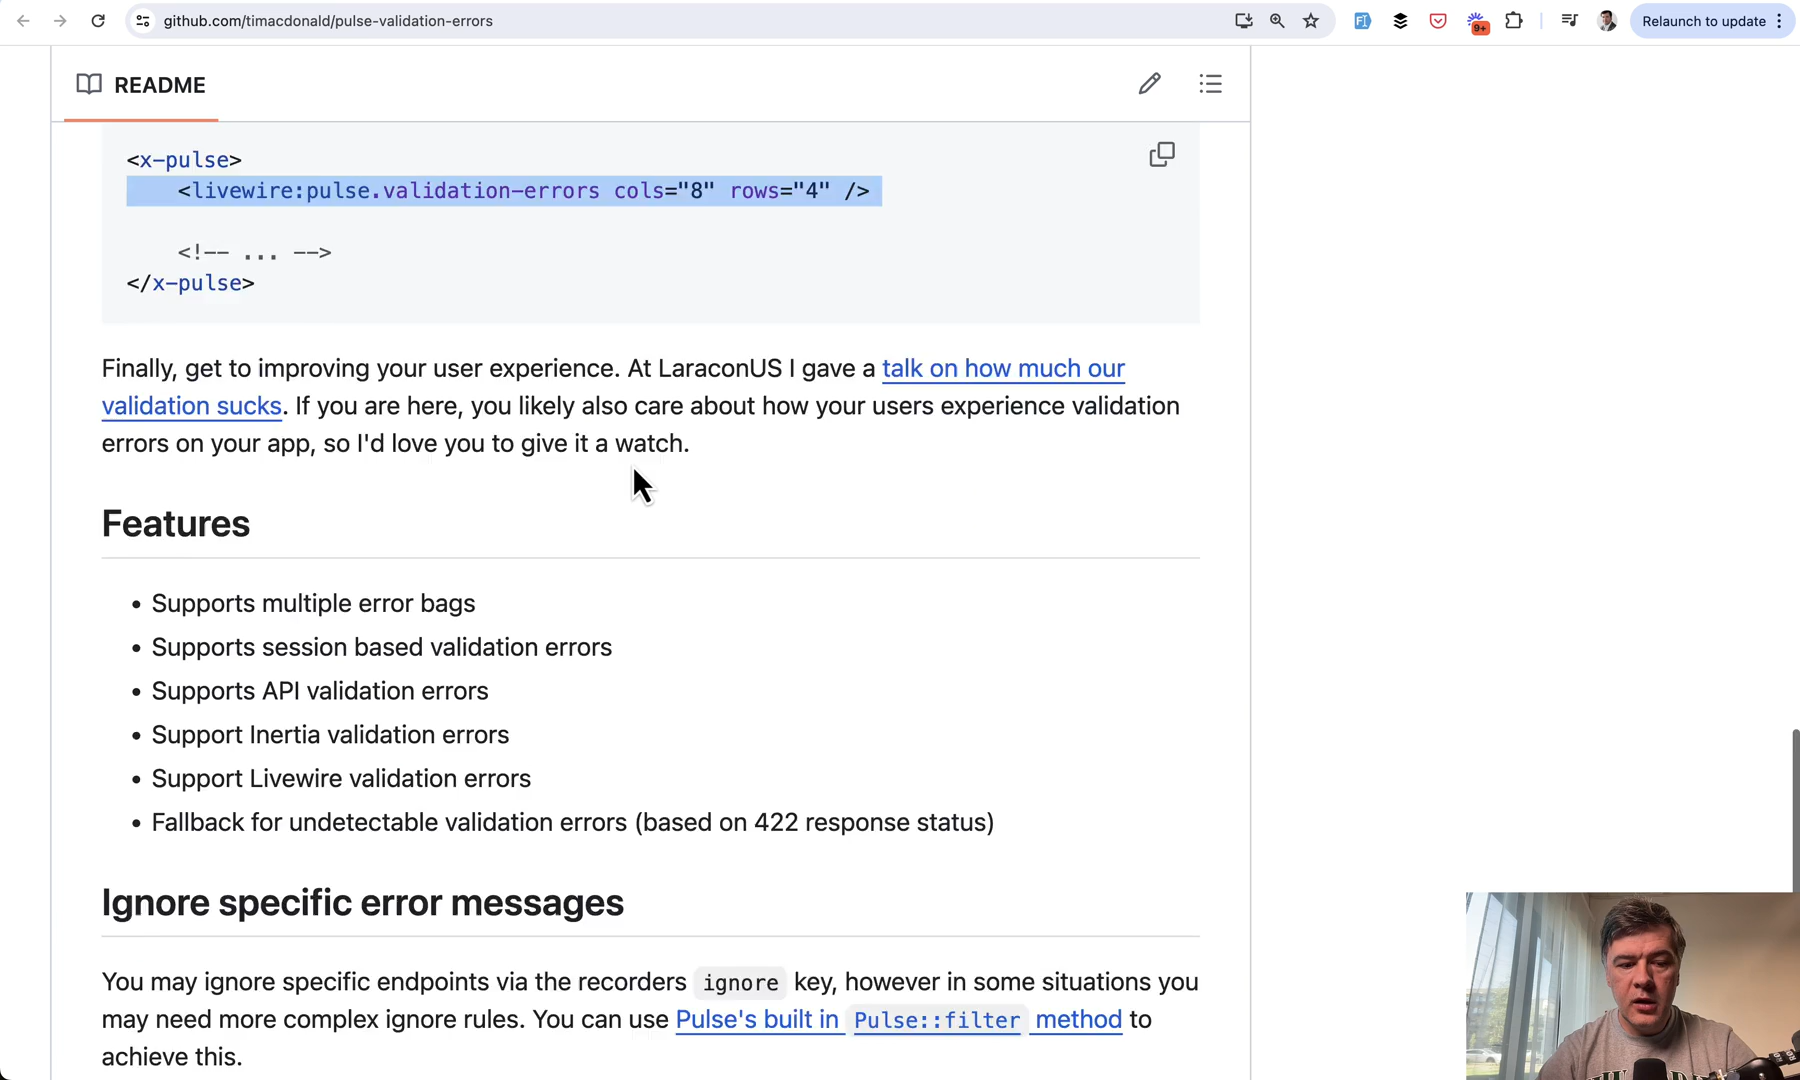 github.com/timacdonald/pulse-validation-errors
9+
Relaunch to update
README
<x-pulse>
<livewire:pulse.validation-errors cols="8" rows="4" />
<!-- ... -->
</x-pulse>
Finally, get to improving your user experience. At LaraconUS I gave a talk on how much our
validation sucks. If you are here, you likely also care about how your users experience validation
errors on your app, so I'd love you to give it a watch.
Features
• Supports multiple error bags
• Supports session based validation errors
• Supports API validation errors
• Support Inertia validation errors
• Support Livewire validation errors
• Fallback for undetectable validation errors (based on 422 response status)
Ignore specific error messages
You may ignore specific endpoints via the recorders ignore key, however in some situations you
may need more complex ignore rules. You can use Pulse's built in Pulse::filter method to
achieve this.